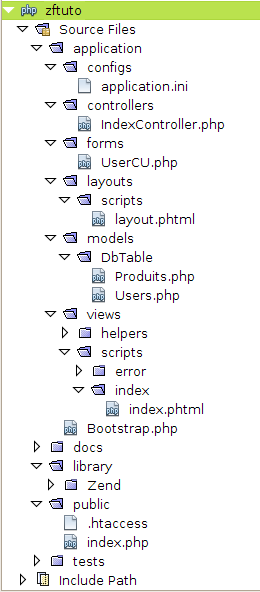 zftuto
Source Files
application
configs
application.ini
controllers
IndexController.php
forms
UserCU.php
layouts
scripts
layout.phtml
models
DbTable
Produits.php
Users.php
views
helpers
scripts
error
index
index.phtml
Bootstrap.php
docs
library
Zend
public
.htaccess
index.php
tests
Include Path